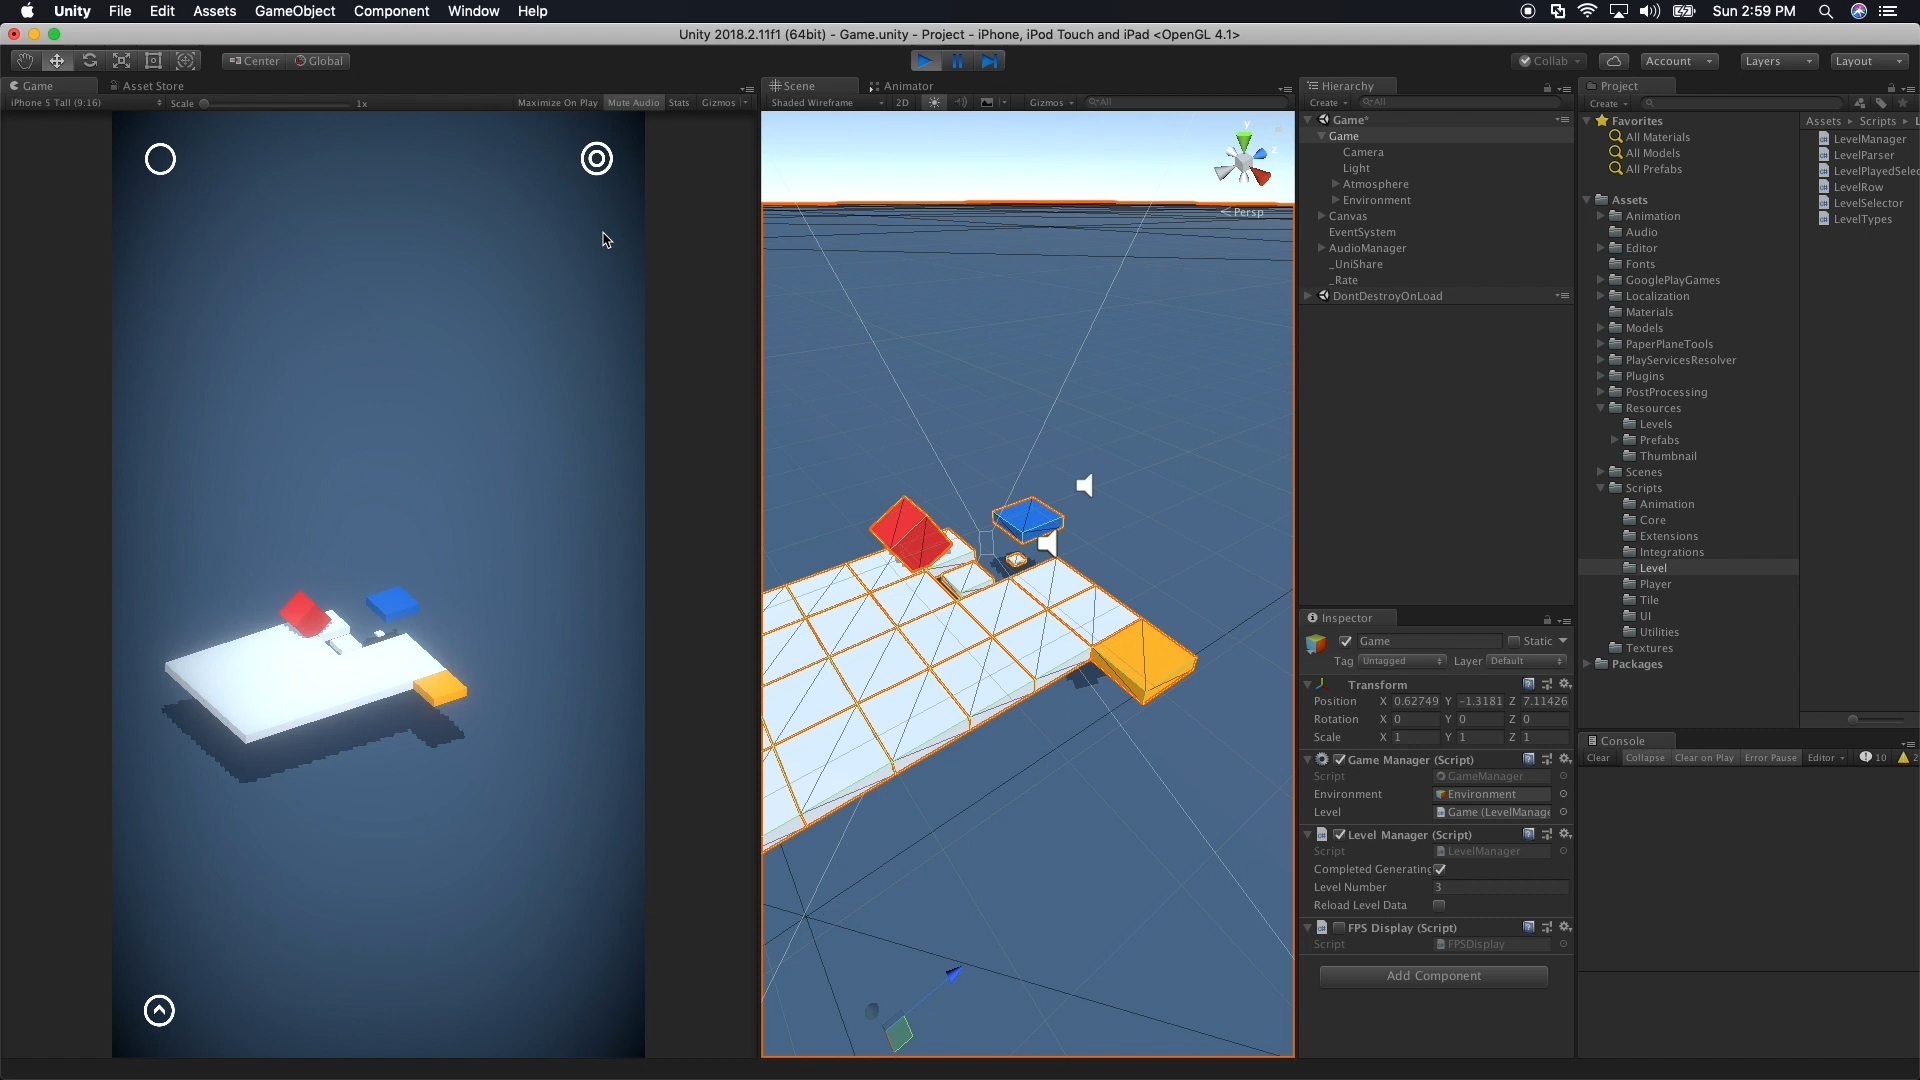 Unity File Edit Assets GameObject Component Window Help Sun 2:59 PM
Unity 2018.2.11f1 (64bit) - Game.unity - Project - iPhone, iPod Touch and iPad <OpenGL 4.1>
Center Global Collab Account Layers Layout
Game Asset Store
iPhone 5 Tall (9:16) Scale 1x Maximize On Play Mute Audio Stats Gizmos
Scene Animator
Shaded Wireframe 2D Gizmos All
y
z
Persp
Hierarchy
Create All
Game*
Game
Camera
Light
Atmosphere
Environment
Canvas
EventSystem
AudioManager
_UniShare
_Rate
DontDestroyOnLoad
Inspector
Game Static
Tag Untagged Layer Default
Transform
Position X 0.62749 Y -1.3181 Z 7.11426
Rotation X 0 Y 0 Z 0
Scale X 1 Y 1 Z 1
Game Manager (Script)
Script GameManager
Environment Environment
Level Game (LevelManage
Level Manager (Script)
Script LevelManager
Completed Generating
Level Number 3
Reload Level Data
FPS Display (Script)
Script FPSDisplay
Add Component
Project
Create
Favorites
All Materials
All Models
All Prefabs
Assets
Animation
Audio
Editor
Fonts
GooglePlayGames
Localization
Materials
Models
PaperPlaneTools
PlayServicesResolver
Plugins
PostProcessing
Resources
Levels
Prefabs
Thumbnail
Scenes
Scripts
Animation
Core
Extensions
Integrations
Level
Player
Tile
UI
Utilities
Textures
Packages
Assets Scripts L
LevelManager
LevelParser
LevelPlayedSelec
LevelRow
LevelSelector
LevelTypes
Console
Clear Collapse Clear on Play Error Pause Editor 10 2